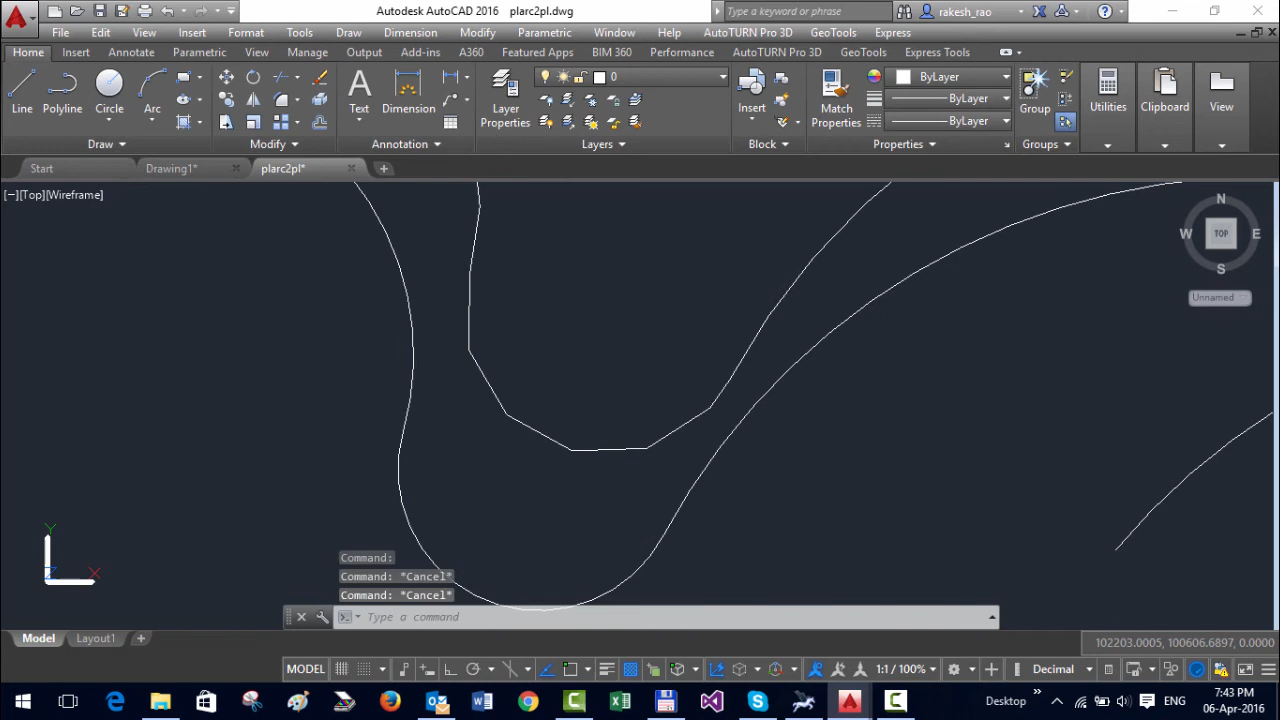 Autodesk AutoCAD 2016 plarc2pl.dwg
Type a keyword or phrase
rakesh_rao
File Edit View Insert Format Tools Draw Dimension Modify Parametric Window Help AutoTURN Pro 3D GeoTools Express
Home Insert Annotate Parametric View Manage Output Add-ins A360 Featured Apps BIM 360 Performance AutoTURN Pro 3D GeoTools Express Tools
0
ByLayer
Line Polyline Circle Arc Text Dimension Layer Properties Insert Match Properties ByLayer Group Utilities Clipboard View
ByLayer
Draw Modify Annotation Layers Block Properties Groups
Start Drawing1* plarc2pl*
[−][Top][Wireframe]
N
W TOP E
S
Unnamed
Y
X
Command:
Command: *Cancel*
Command: *Cancel*
Type a command
Model Layout1
102203.0005, 100606.6897, 0.0000
MODEL 1:1 / 100% Decimal
Desktop ENG 7:43 PM
06-Apr-2016